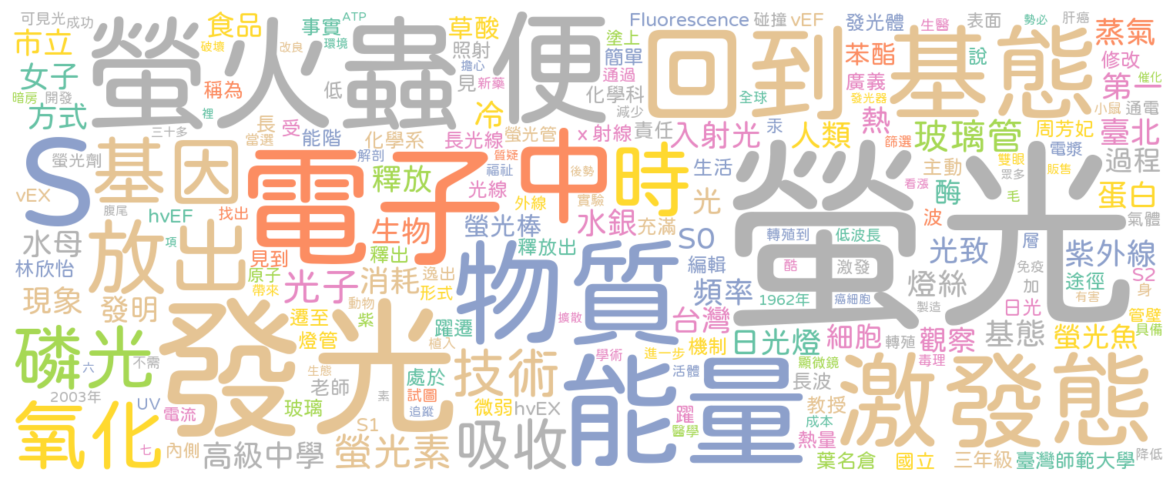 可見光
成功
市立
食品
事實
ATP
環境
破壞
改良
擔心
草酸
照射
見
新藥
冷
Fluorescence
碰撞
vEF
塗上
簡單
通過
化學科
減少
發光體
生醫
表面
勢必
肝癌
苯酯
說
廣義
蒸氣
修改
第一
催化
螢火蟲
便
回到
基態
女子
暗房
開發
方式
稱為
裡
低
三十多
當選
長
受
能階
化學系
解剖
長光線
螢光管
質疑
福祉
光線
外線
x射線
責任
入射光
全球
汞
人類
發光器
熱
篩選
玻璃管
周芳妃
電漿
小鼠
通電
臺北
主動
雙眼
眾多
過程
螢光劑
S
基因
電子
中
後勢
實驗
時
生活
螢光
看漲
酶
毛
販售
蛋白
vEX
腹尾
hvEF
找出
釋放
水母
林欣怡
放出
項
見到
生物
釋出
原子
帶來
光子
消耗
逸出
形式
螢光棒
釋放出
水銀
充滿
光
S0
編輯
物質
擴散
轉殖到
低波長
酷
激發
波
光致
層
氣體
紫外線
免疫
加
途徑
S2
身
有害
現象
發明
遷至
紫
動物
植入
躍遷
燈管
頻率
1962年
癌細胞
製造
燈絲
日光
管壁
具備
台灣
機制
日光燈
細胞
轉殖
毒理
觀察
基態
螢光魚
磷光
不需
六
2003年
發光
生態
老師
素
處於
試圖
追蹤
技術
學術
進一步
活體
顯微鏡
長波
能量
激發態
氧化
UV
電流
七
內側
玻璃
S1
高級中學
螢光素
微弱
hvEX
吸收
躍
醫學
教授
成本
熱量
葉名倉
國立
三年級
臺灣師範大學
降低